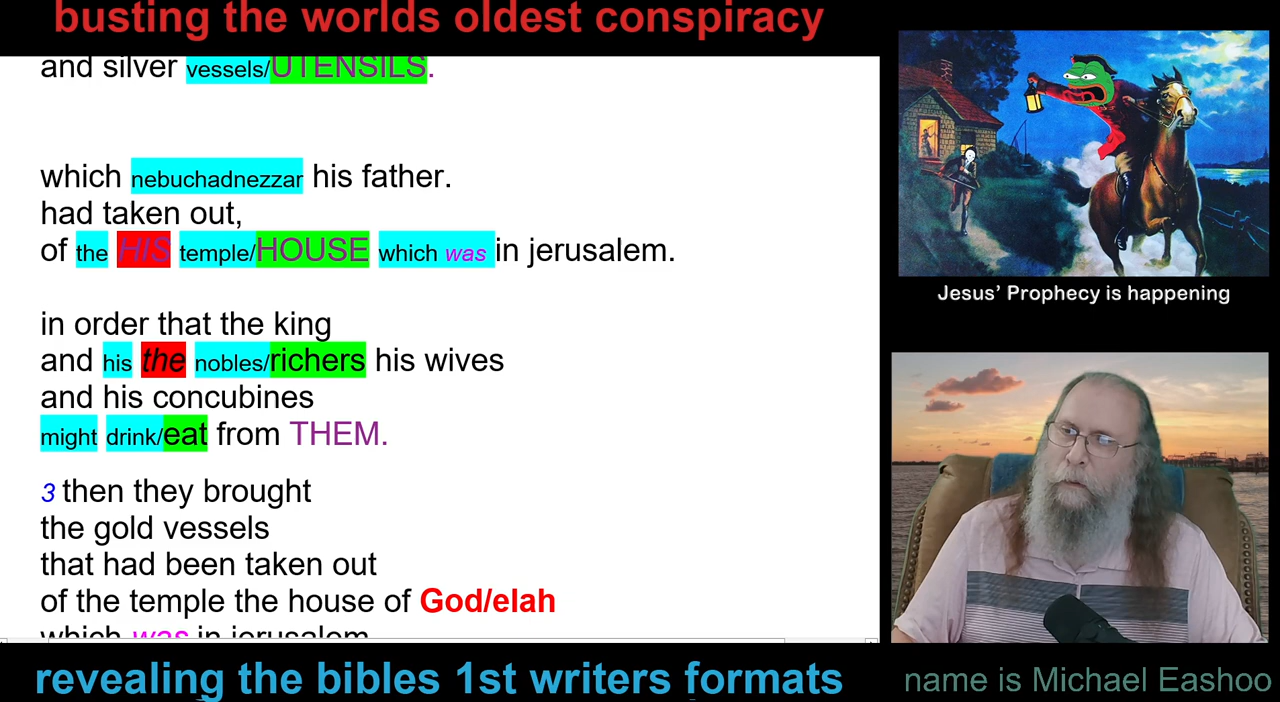 busting the worlds oldest conspiracy
and silver vessels/UTENSILS.
which nebuchadnezzar his father.
had taken out,
of the HIS temple/HOUSE which was in jerusalem.
in order that the king
and his the nobles/richers his wives
and his concubines
might drink/eat from THEM.
3 then they brought
the gold vessels
that had been taken out
of the temple the house of God/elah
which was in jerusalem
Jesus’ Prophecy is happening
revealing the bibles 1st writers formats
name is Michael Eashoo